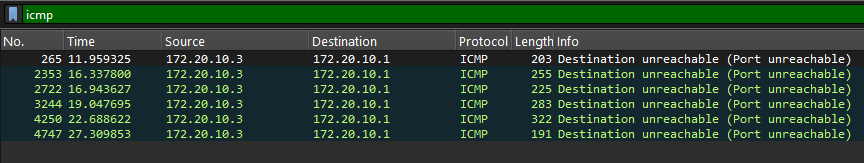 icmp
No. Time Source Destination Protocol Length Info
265 11.959325 172.20.10.3 172.20.10.1 ICMP 203 Destination unreachable (Port unreachable)
2353 16.337800 172.20.10.3 172.20.10.1 ICMP 255 Destination unreachable (Port unreachable)
2722 16.943627 172.20.10.3 172.20.10.1 ICMP 225 Destination unreachable (Port unreachable)
3244 19.047695 172.20.10.3 172.20.10.1 ICMP 283 Destination unreachable (Port unreachable)
4250 22.688622 172.20.10.3 172.20.10.1 ICMP 322 Destination unreachable (Port unreachable)
4747 27.309853 172.20.10.3 172.20.10.1 ICMP 191 Destination unreachable (Port unreachable)